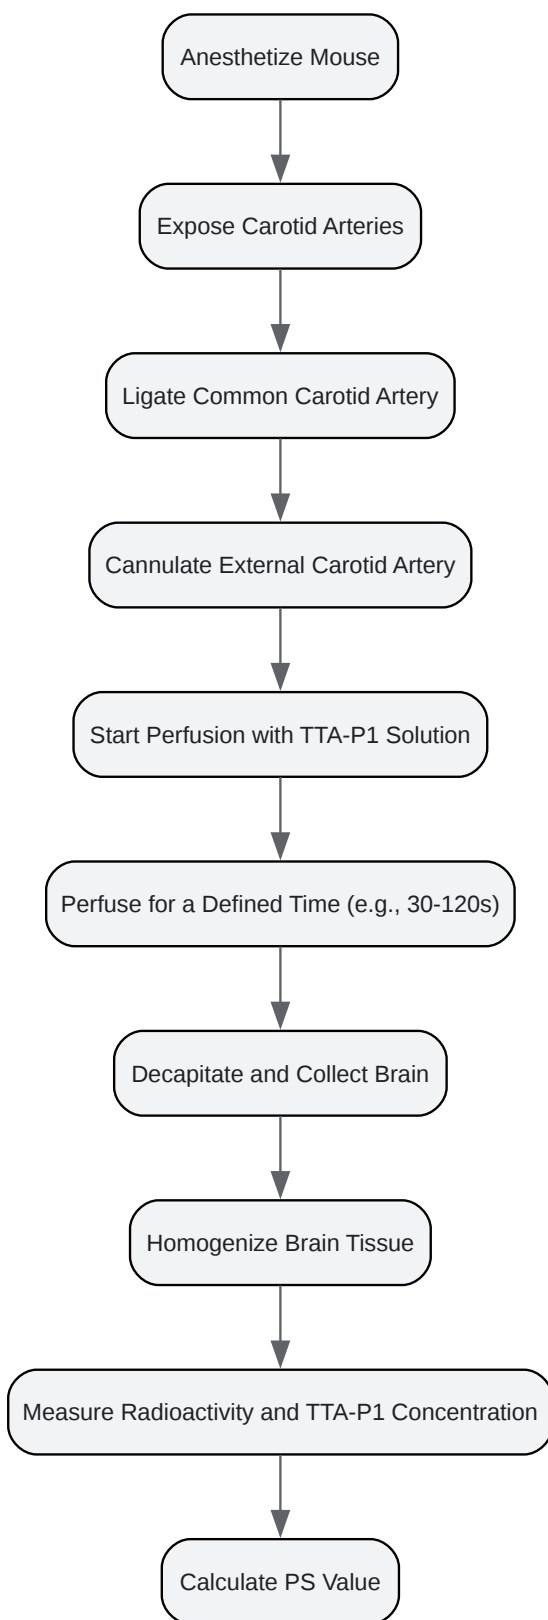 Anesthetize Mouse
Expose Carotid Arteries
Ligate Common Carotid Artery
Cannulate External Carotid Artery
Start Perfusion with TTA-P1 Solution
Perfuse for a Defined Time (e.g., 30-120s)
Decapitate and Collect Brain
Homogenize Brain Tissue
Measure Radioactivity and TTA-P1 Concentration
Calculate PS Value